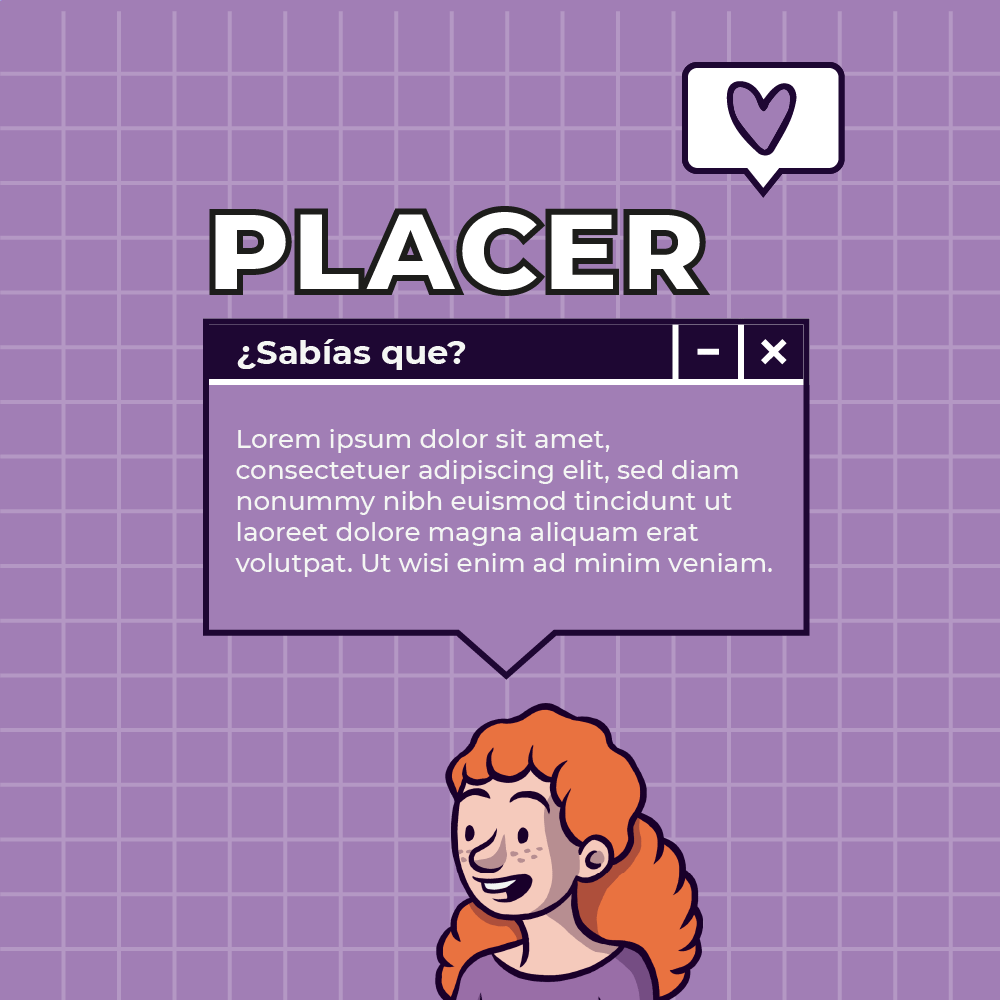 PLACER
¿Sabías que?
Lorem ipsum dolor sit amet,
consectetuer adipiscing elit, sed diam
nonummy nibh euismod tincidunt ut
laoreet dolore magna aliquam erat
volutpat. Ut wisi enim ad minim veniam.